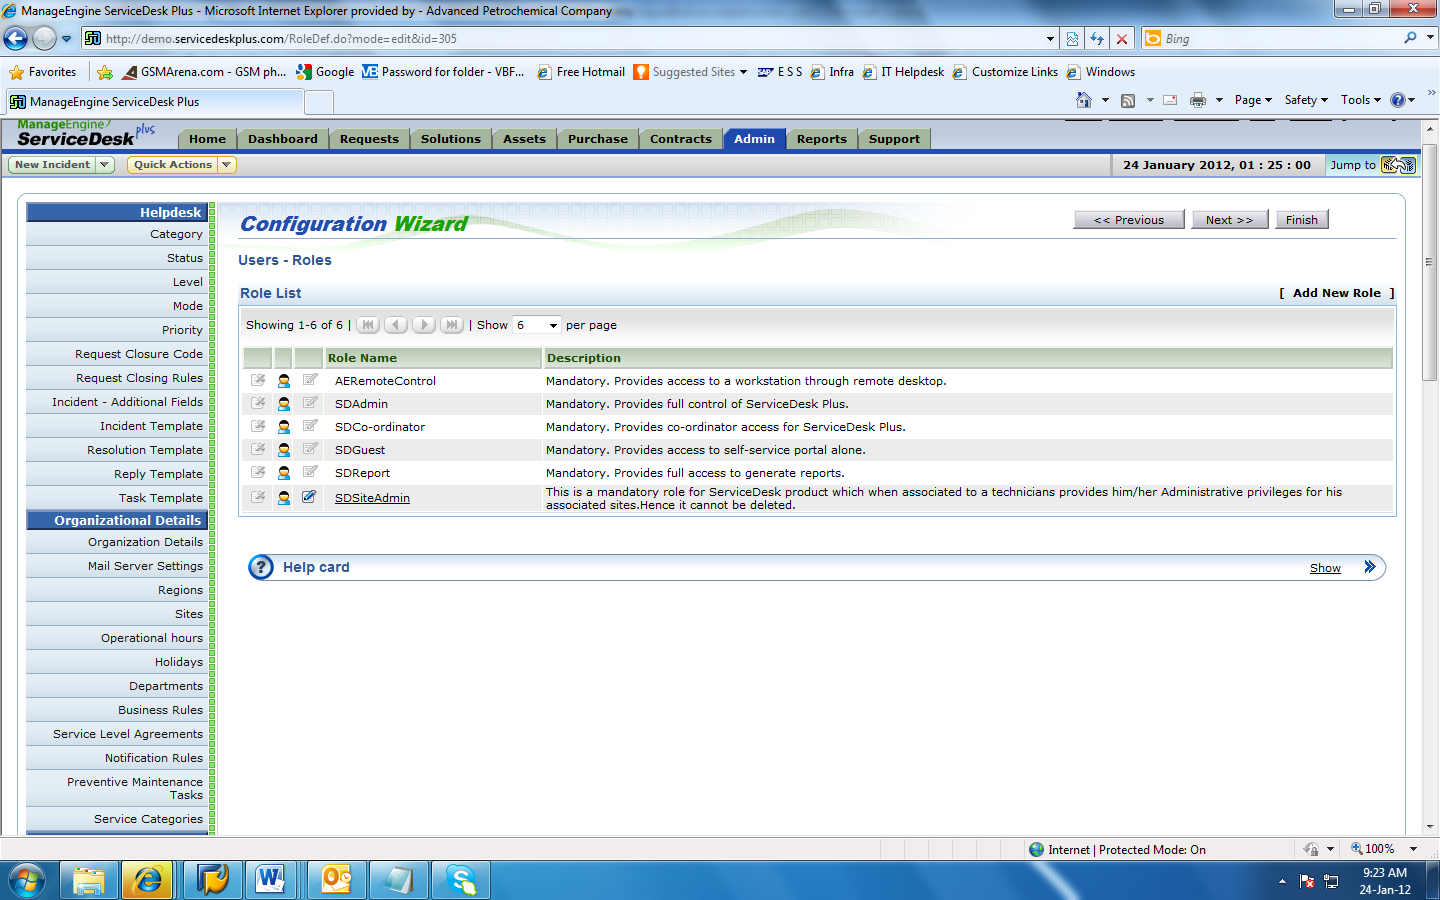 ManageEngine ServiceDesk Plus - Microsoft Internet Explorer provided by - Advanced Petrochemical Company
http://demo.servicedeskplus.com/RoleDef.do?mode=edit&id=305
Bing
Favorites
GSMArena.com - GSM ph...
Google
Password for folder - VBF...
Free Hotmail
Suggested Sites
E S S
Infra
IT Helpdesk
Customize Links
Windows
ManageEngine ServiceDesk Plus
Page
Safety
Tools
ManageEngine
ServiceDesk plus
Home
Dashboard
Requests
Solutions
Assets
Purchase
Contracts
Admin
Reports
Support
New Incident
Quick Actions
24 January 2012, 01 : 25 : 00
Jump to
Helpdesk
Category
Status
Level
Mode
Priority
Request Closure Code
Request Closing Rules
Incident - Additional Fields
Incident Template
Resolution Template
Reply Template
Task Template
Organizational Details
Organization Details
Mail Server Settings
Regions
Sites
Operational hours
Holidays
Departments
Business Rules
Service Level Agreements
Notification Rules
Preventive Maintenance
Tasks
Service Categories
Configuration Wizard
<< Previous
Next >>
Finish
Users - Roles
Role List
[ Add New Role ]
Showing 1-6 of 6 |
| Show 6 per page
Role Name Description
AERemoteControl Mandatory. Provides access to a workstation through remote desktop.
SDAdmin Mandatory. Provides full control of ServiceDesk Plus.
SDCo-ordinator Mandatory. Provides co-ordinator access for ServiceDesk Plus.
SDGuest Mandatory. Provides access to self-service portal alone.
SDReport Mandatory. Provides full access to generate reports.
SDSiteAdmin This is a mandatory role for ServiceDesk product which when associated to a technicians provides him/her Administrative privileges for his
associated sites.Hence it cannot be deleted.
? Help card
Show
Internet | Protected Mode: On
100%
9:23 AM
24-Jan-12